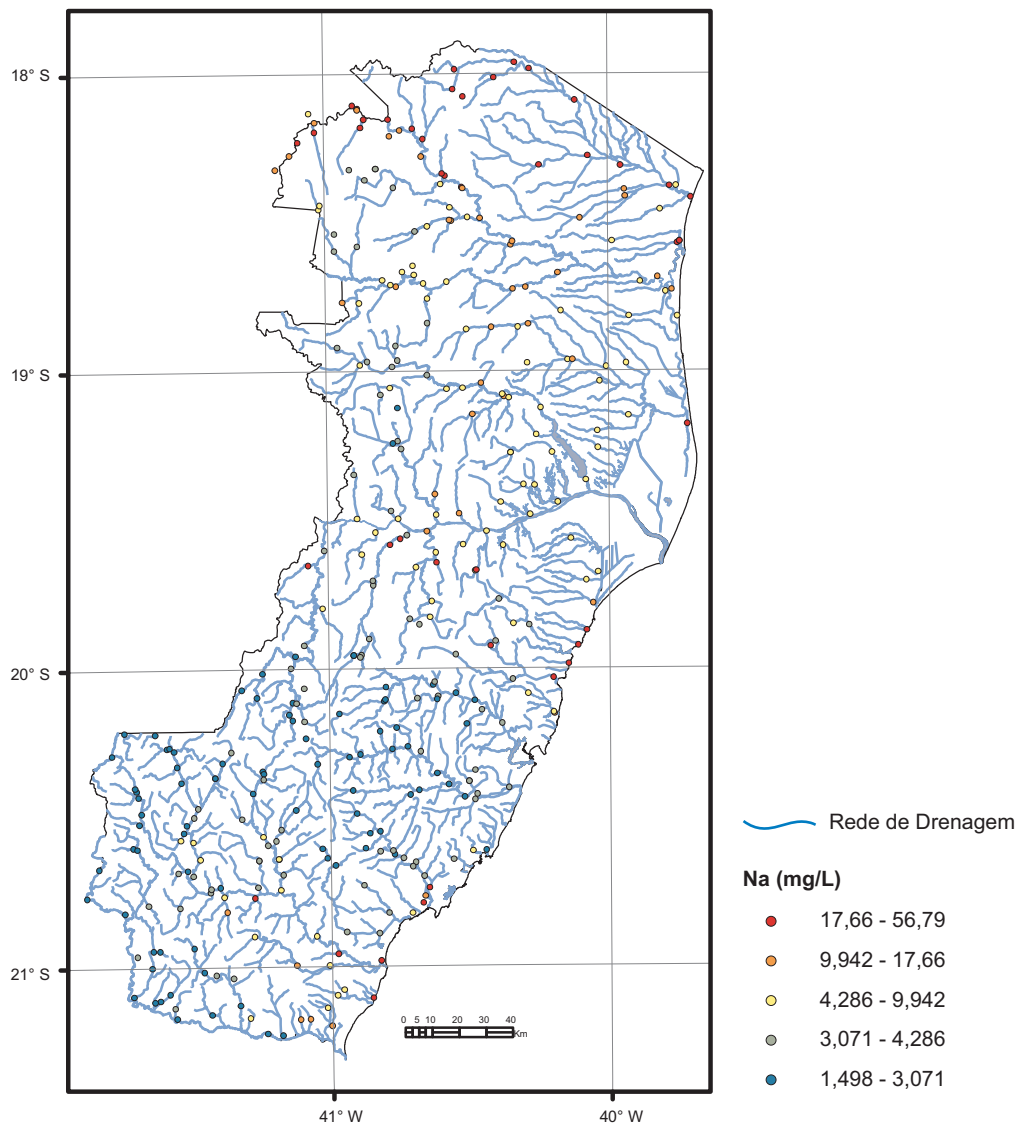 18° S
19° S
20° S
21° S
41° W
40° W
0 5 10 20 30 40
Km
Rede de Drenagem
Na (mg/L)
17,66 - 56,79
9,942 - 17,66
4,286 - 9,942
3,071 - 4,286
1,498 - 3,071